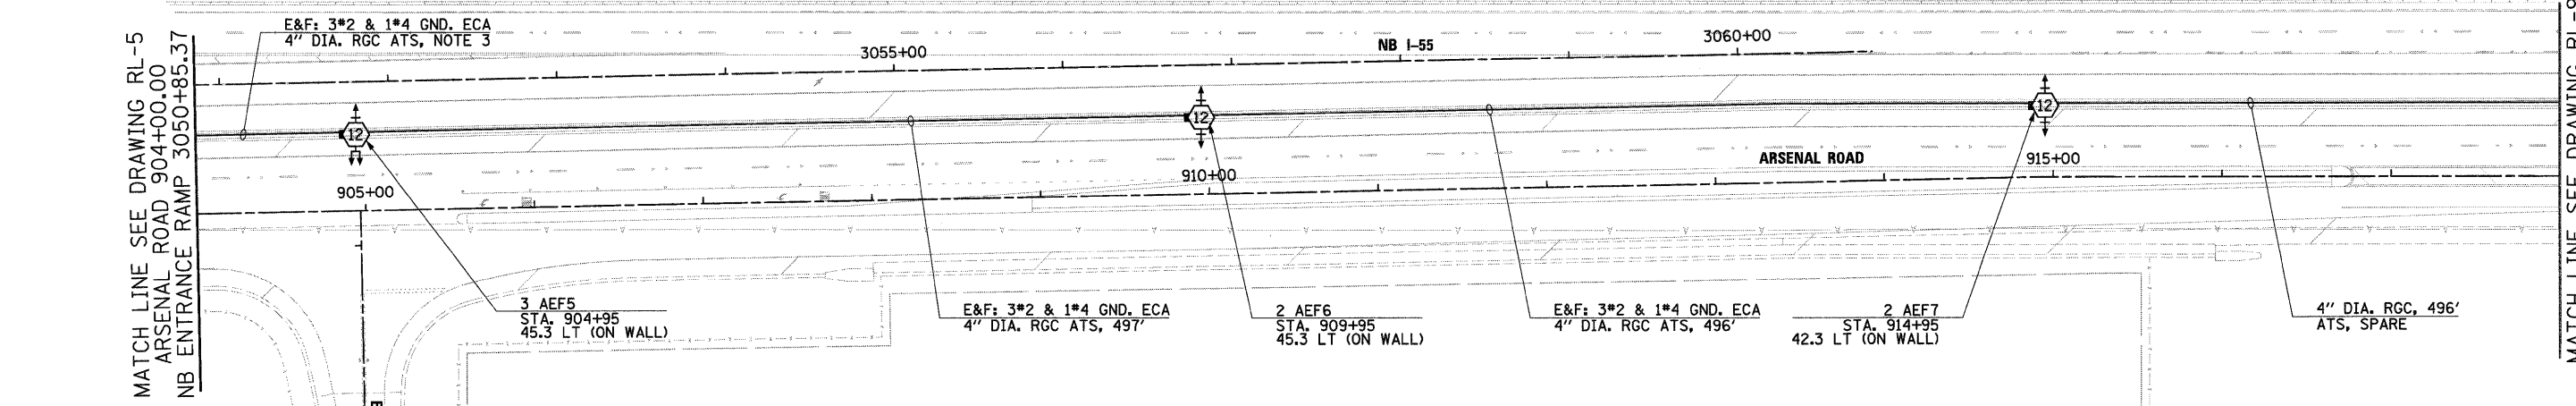 MATCH LINE SEE DRAWING RL-5
ARSENAL ROAD 904+00.00
NB ENTRANCE RAMP 3050+85.37
E&F: 3#2 & 1#4 GND. ECA
4" DIA. RGC ATS, NOTE 3
3055+00
NB I-55
3060+00
12
12
12
905+00
910+00
ARSENAL ROAD
915+00
3 AEF5
STA. 904+95
45.3 LT (ON WALL)
E&F: 3#2 & 1#4 GND. ECA
4" DIA. RGC ATS, 497'
2 AEF6
STA. 909+95
45.3 LT (ON WALL)
E&F: 3#2 & 1#4 GND. ECA
4" DIA. RGC ATS, 496'
2 AEF7
STA. 914+95
42.3 LT (ON WALL)
4" DIA. RGC, 496'
ATS, SPARE
MATCH LINE SEE DRAWING